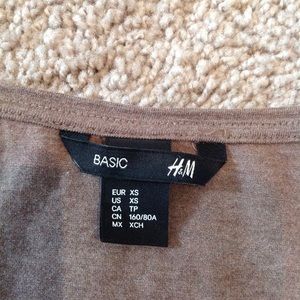 BASIC
H&M
EUR XS
US XS
CA TP
CN 160/80A
MX XCH